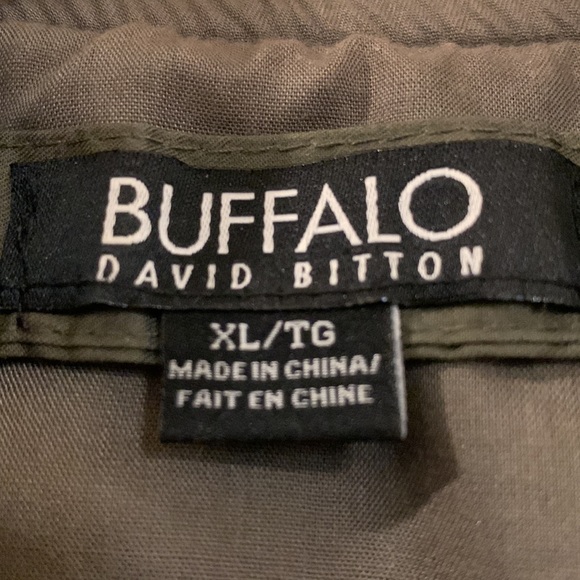 BUFFALO
DAVID BITTON
XL/TG
MADE IN CHINA/
FAIT EN CHINE